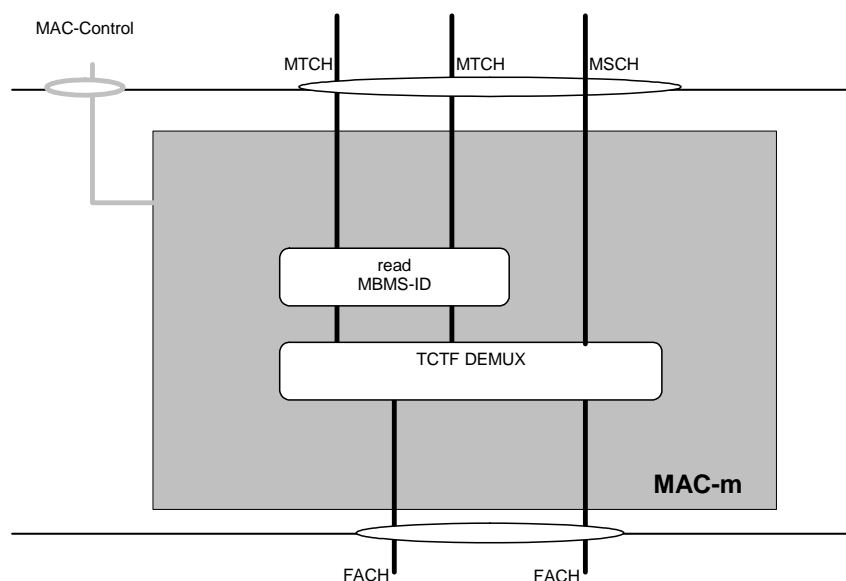 MAC-Control
MTCH
MTCH
MSCH
read
MBMS-ID
TCTF DEMUX
MAC-m
FACH
FACH